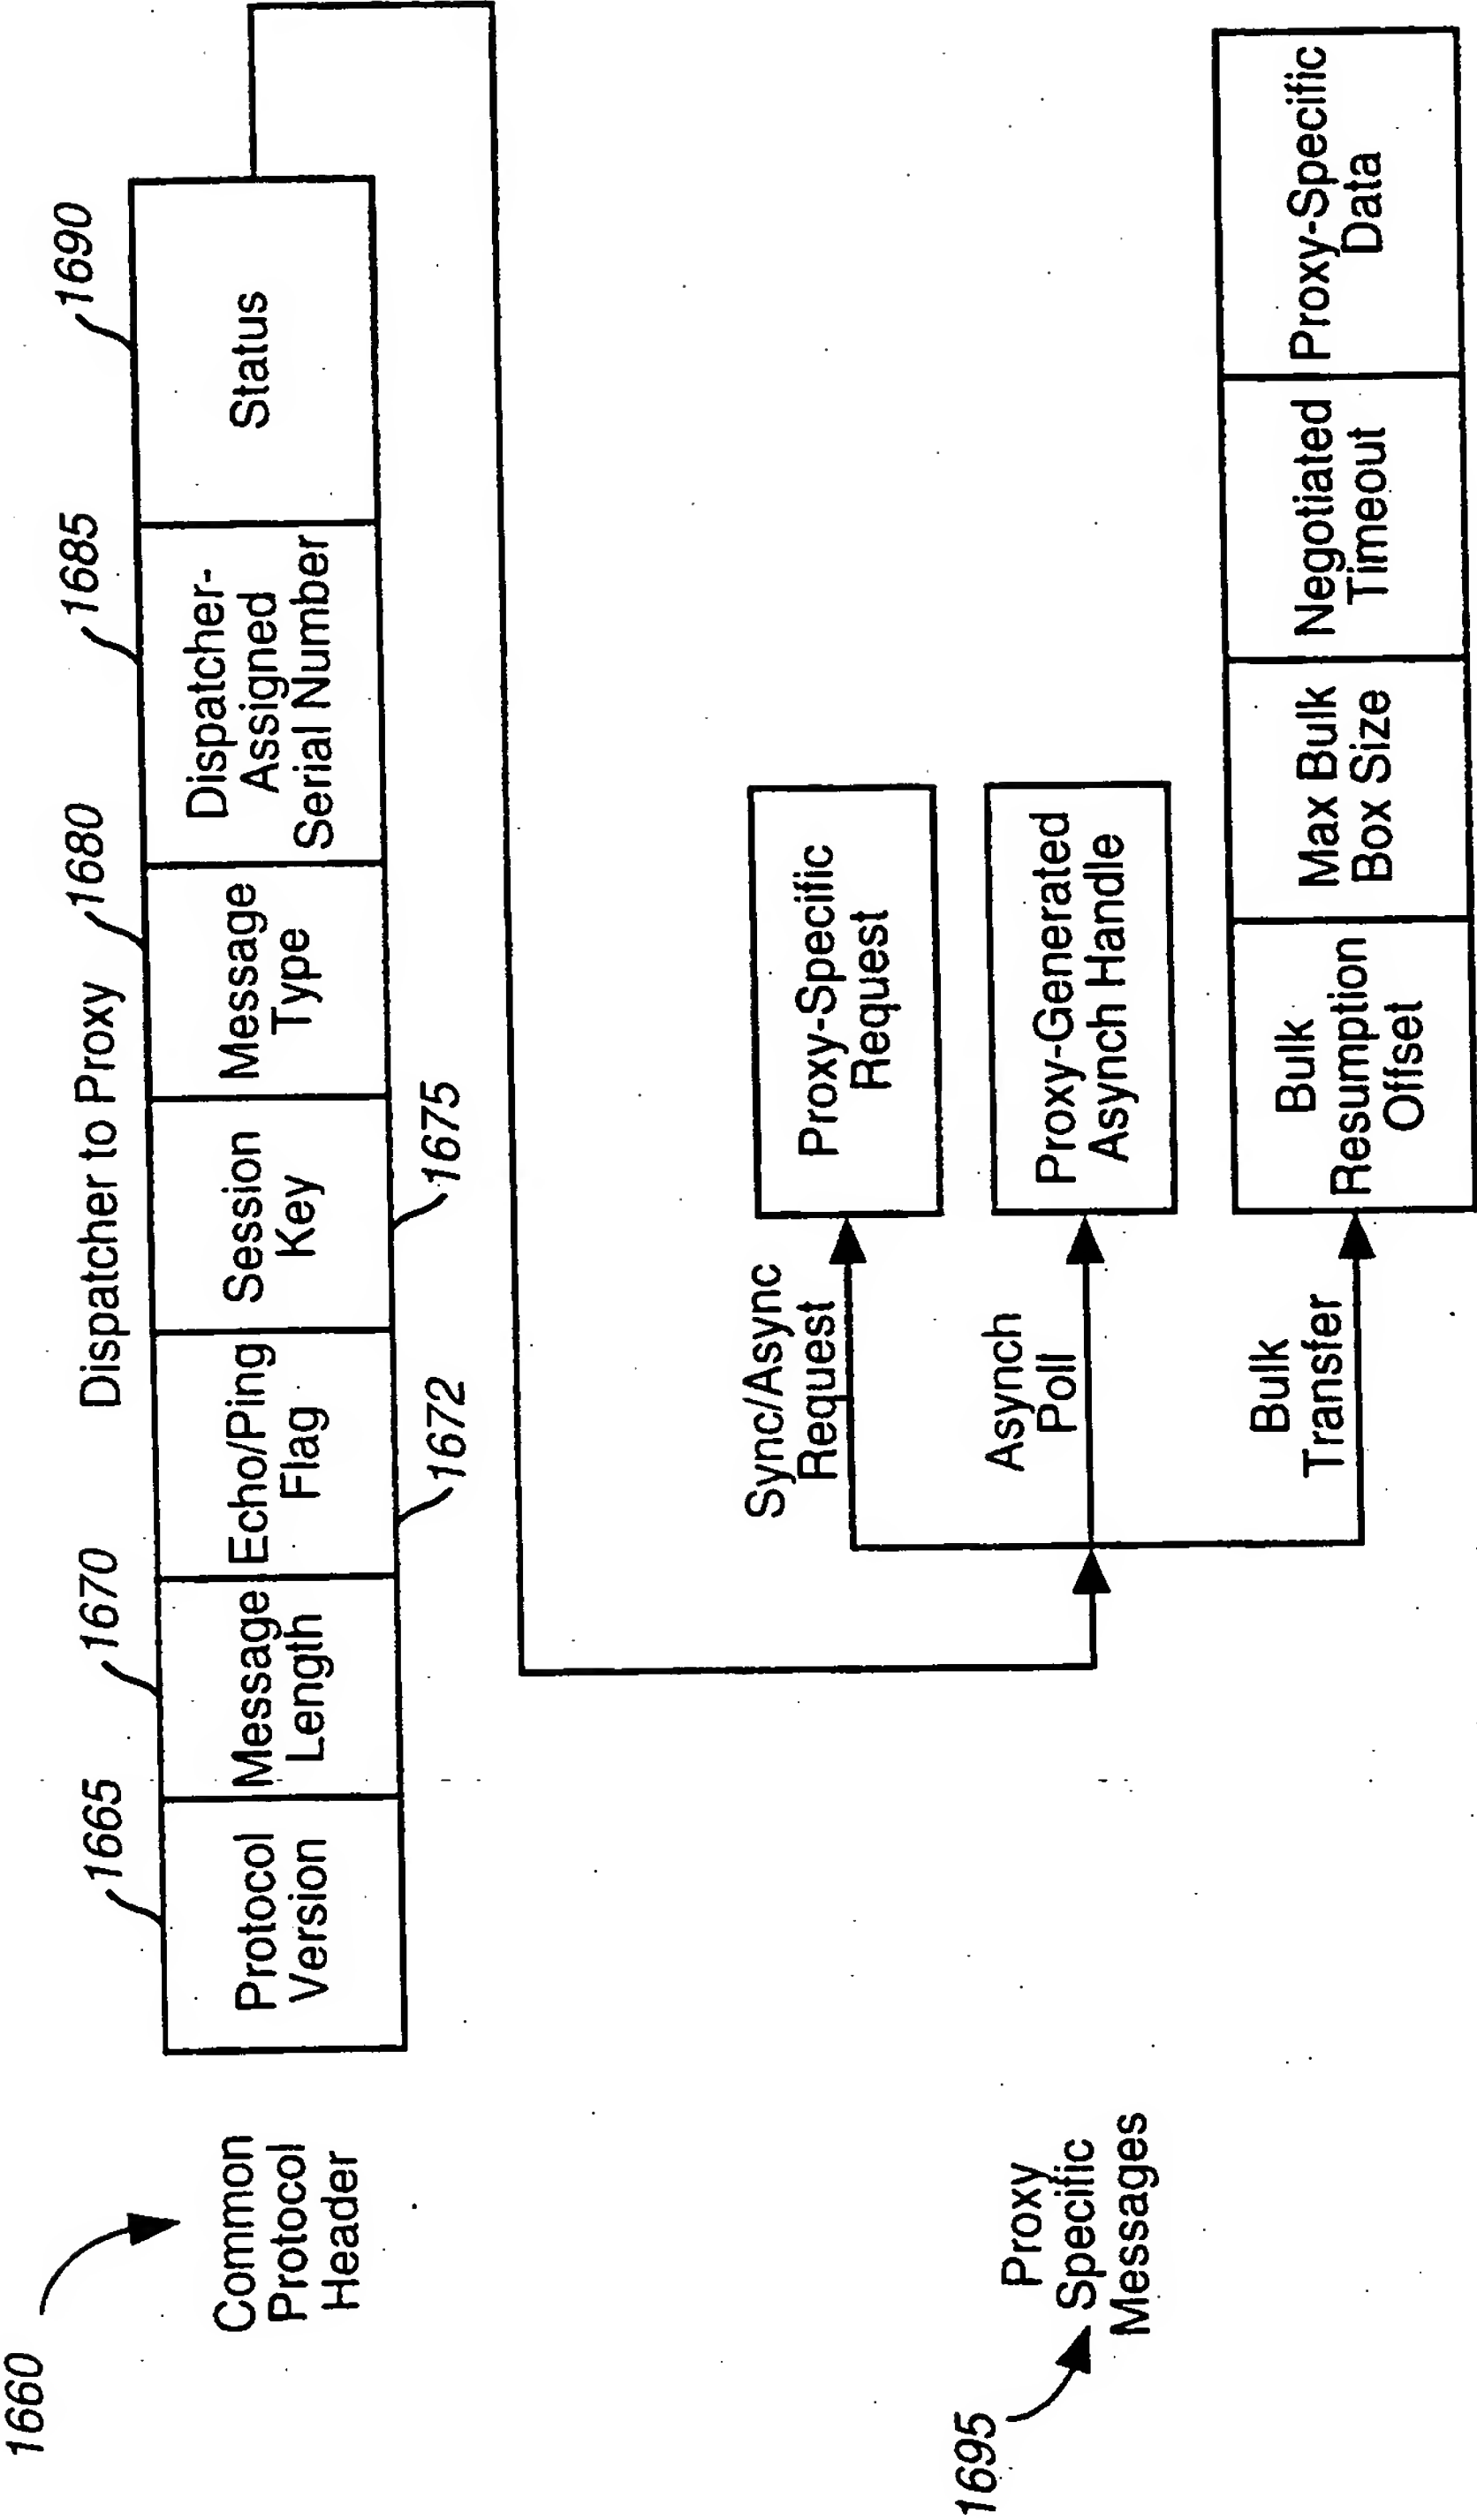 1660
Common
Protocol
Header
Dispatcher to Proxy
1665
1670
1680
1685
1690
Protocol
Version
Message
Length
Echo/Ping
Flag
Session
Key
Message
Type
Dispatcher-
Assigned
Serial Number
Status
1672
1675
1695
Proxy
Specific
Messages
Sync/Async
Request
Proxy-Specific
Request
Asynch
Poll
Proxy-Generated
Asynch Handle
Bulk
Transfer
Bulk
Resumption
Offset
Max Bulk
Box Size
Negotiated
Timeout
Proxy-Specific
Data